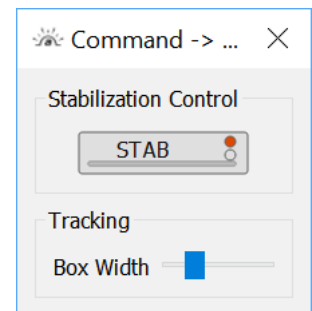 Command -> ...
Stabilization Control
STAB
Tracking
Box Width